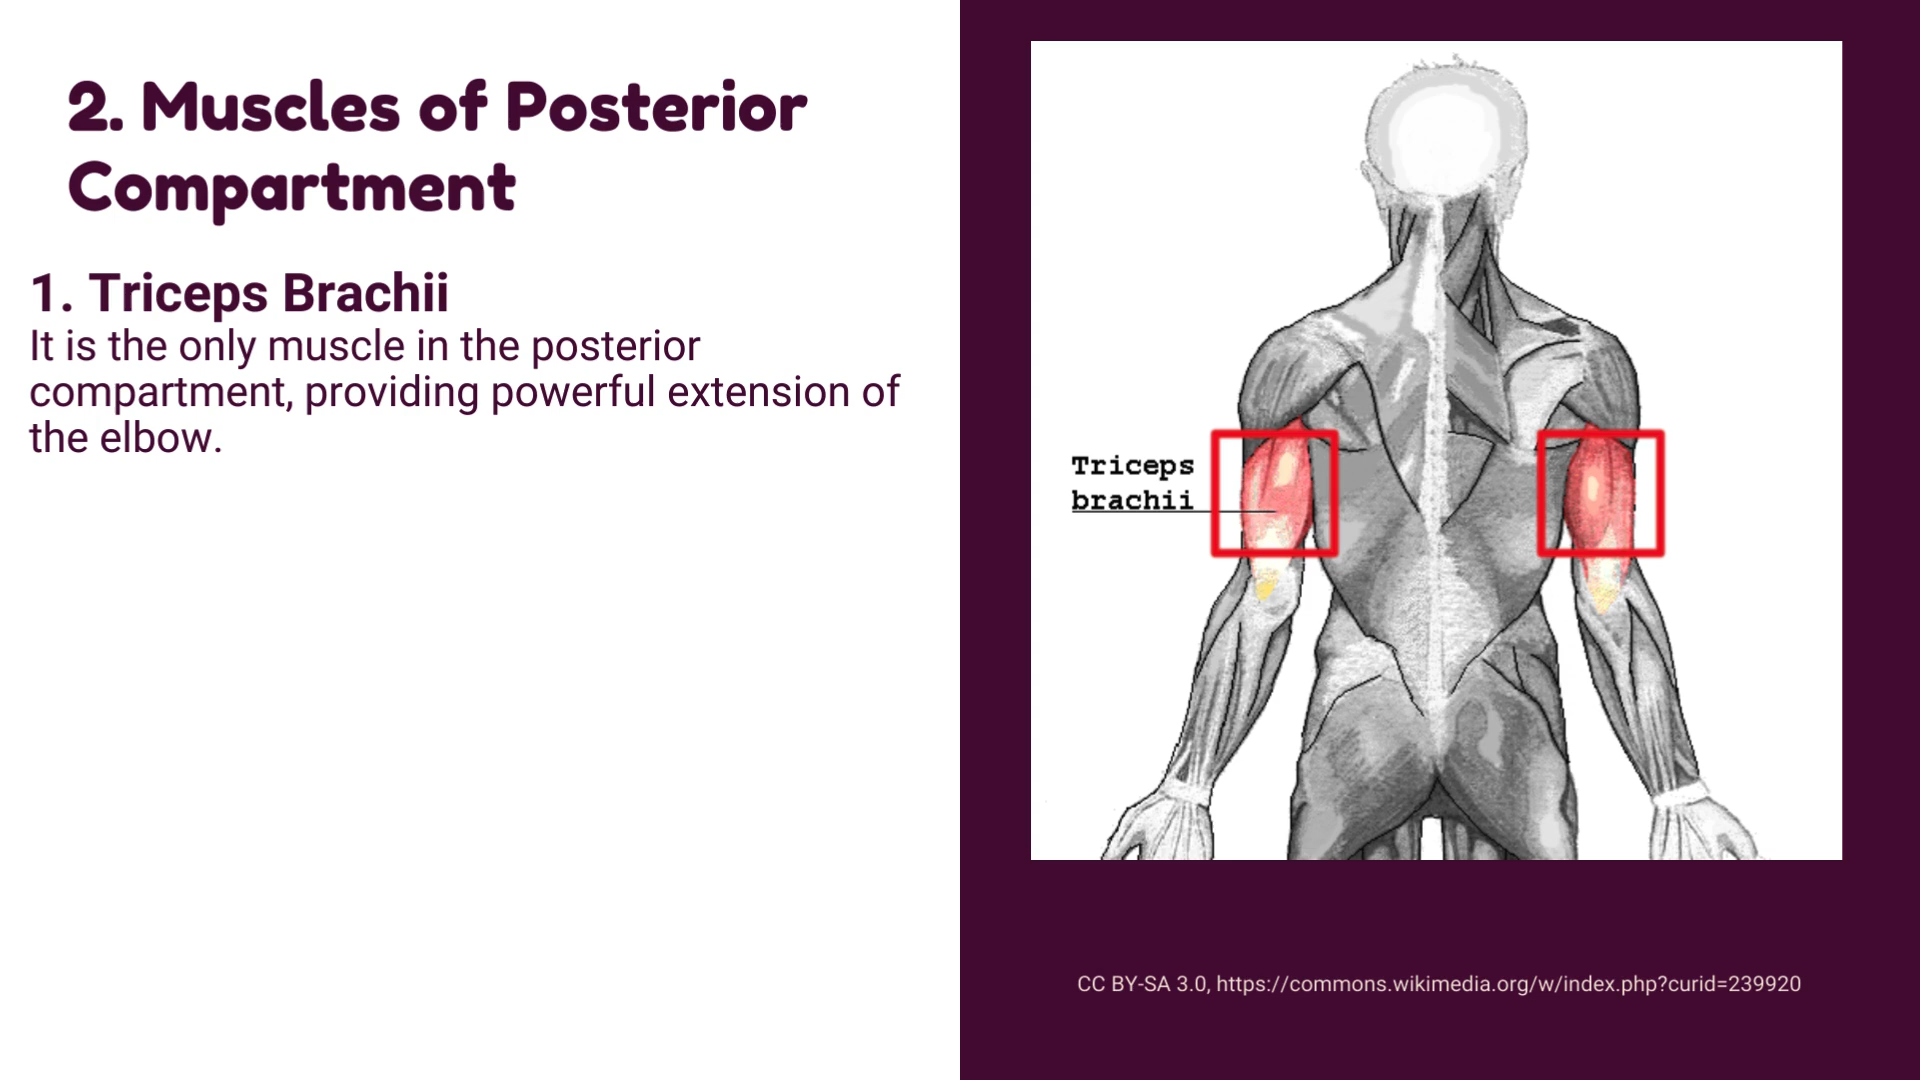 2. Muscles of Posterior
Compartment
1. Triceps Brachii
It is the only muscle in the posterior
compartment, providing powerful extension of
the elbow.
Triceps
brachii
CC BY-SA 3.0, https://commons.wikimedia.org/w/index.php?curid=239920